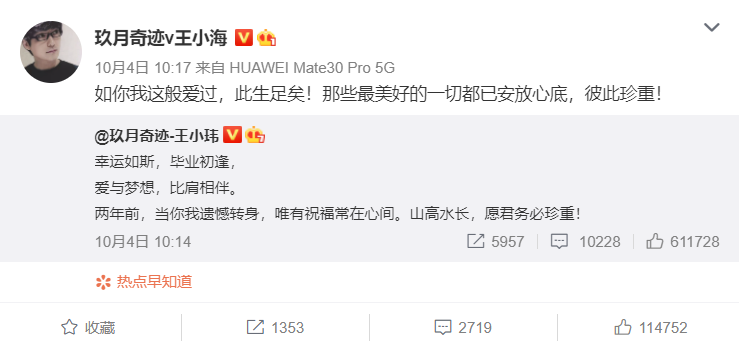 玖月奇迹v王小海
10月4日 10:17 来自 HUAWEI Mate30 Pro 5G
如你我这般爱过，此生足矣！那些最美好的一切都已安放心底，彼此珍重！
@玖月奇迹-王小玮
幸运如斯，毕业初逢，
爱与梦想，比肩相伴。
两年前，当你我遗憾转身，唯有祝福常在心间。山高水长，愿君务必珍重！
10月4日 10:14 5957 10228 611728
热点早知道
收藏 1353 2719 114752